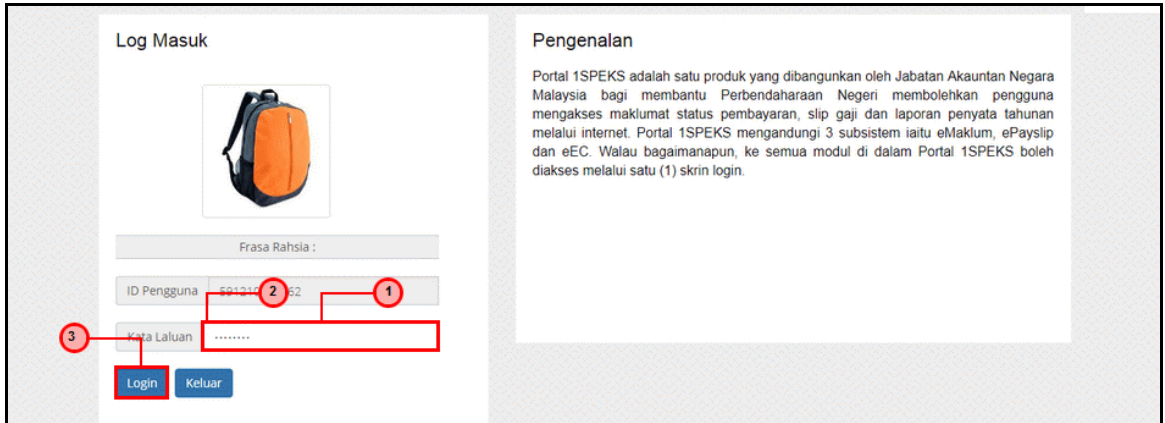 Log Masuk
Frasa Rahsia :
ID Pengguna
2
1
3
Kata Laluan
........
Login Keluar
Pengenalan
Portal 1SPEKS adalah satu produk yang dibangunkan oleh Jabatan Akauntan Negara
Malaysia bagi membantu Perbendaharaan Negeri membolehkan pengguna
mengakses maklumat status pembayaran, slip gaji dan laporan penyata tahunan
melalui internet. Portal 1SPEKS mengandungi 3 subsistem iaitu eMaklum, ePayslip
dan eEC. Walau bagaimanapun, ke semua modul di dalam Portal 1SPEKS boleh
diakses melalui satu (1) skrin login.